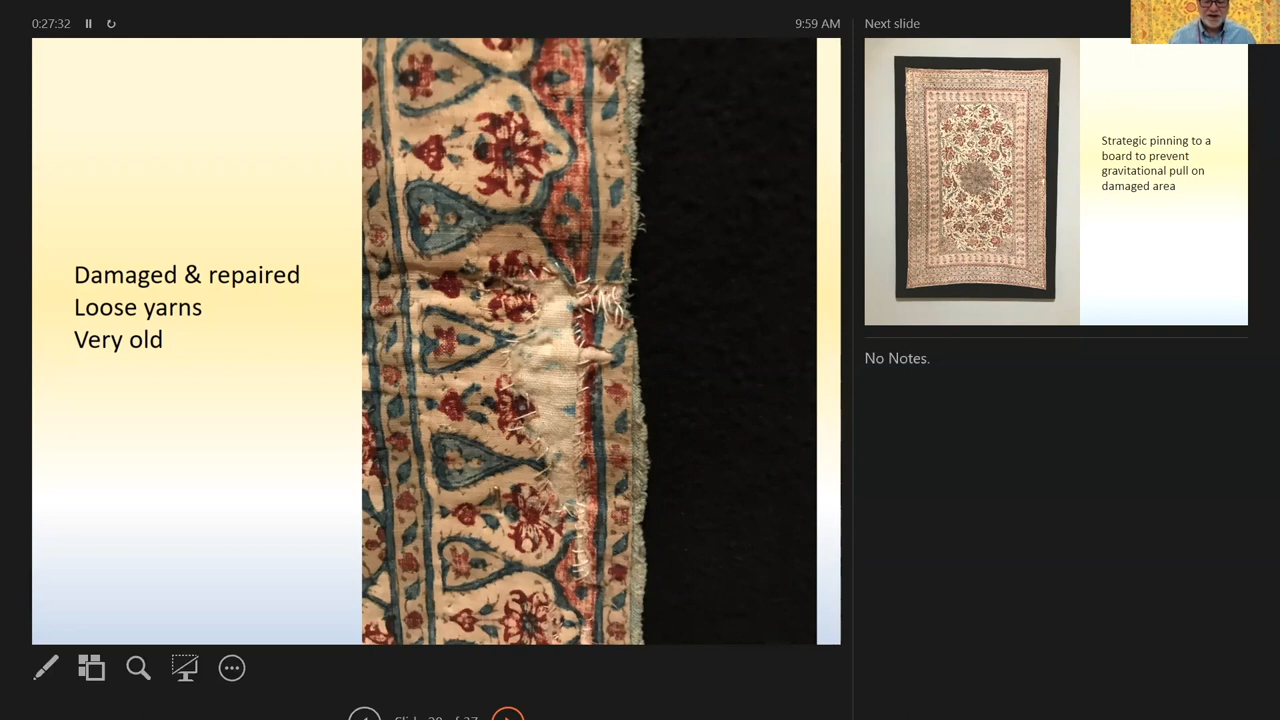 0:27:32
9:59 AM
Next slide
Damaged & repaired
Loose yarns
Very old
Strategic pinning to a
board to prevent
gravitational pull on
damaged area
No Notes.